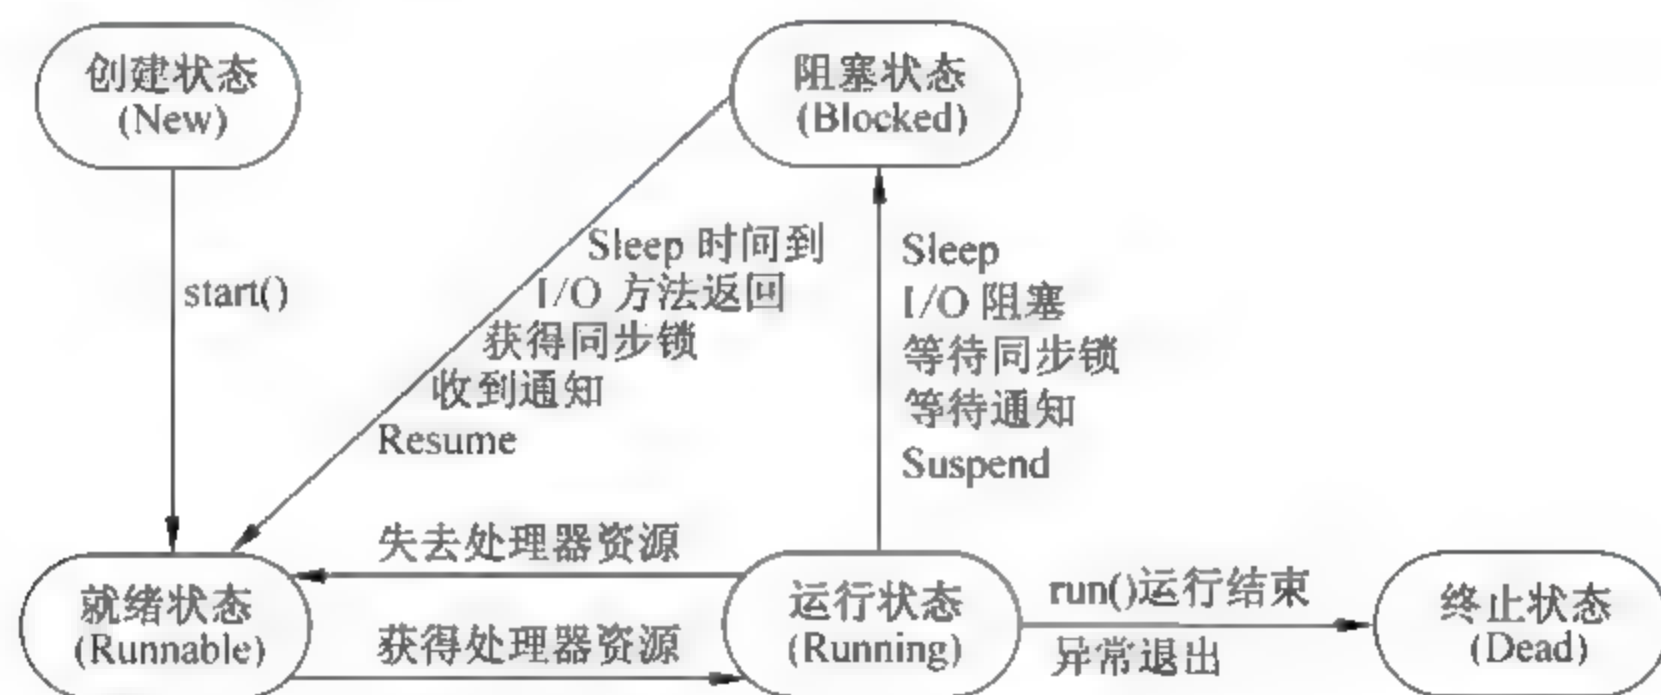 创建状态
(New)
阻塞状态
(Blocked)
start()
Sleep 时间到
I/O 方法返回
获得同步锁
收到通知
Resume
Sleep
I/O 阻塞
等待同步锁
等待通知
Suspend
失去处理器资源
获得处理器资源
就绪状态
(Runnable)
运行状态
(Running)
run()运行结束
异常退出
终止状态
(Dead)